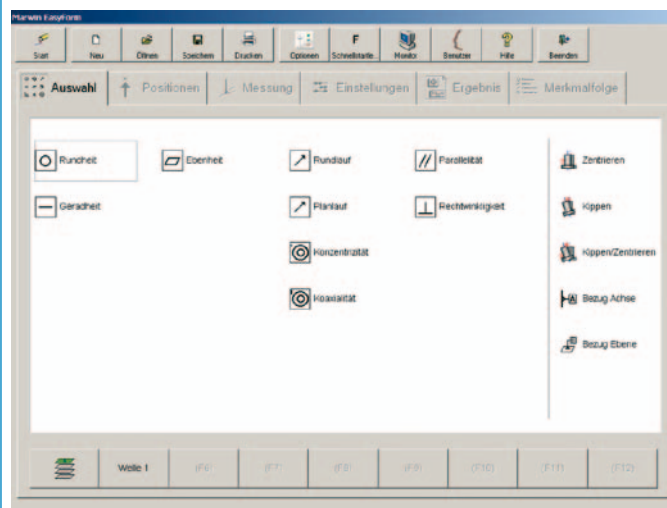 Marwin EasyForm
Start Neu Öffnen Speichern Drucken Optionen Schnellstarte... Monitor Benutzer Hilfe Beenden
Auswahl Positionen Messung Einstellungen Ergebnis Merkmalfolge
Rundheit Ebenheit Rundlauf Parallelität Zentrieren
Geradheit Planlauf Rechtwinkligkeit Kippen
Konzentrizität Kippen/Zentrieren
Koaxialität Bezug Achse
Bezug Ebene
Welle 1 (F6) (F7) (F8) (F9) (F10) (F11) (F12)